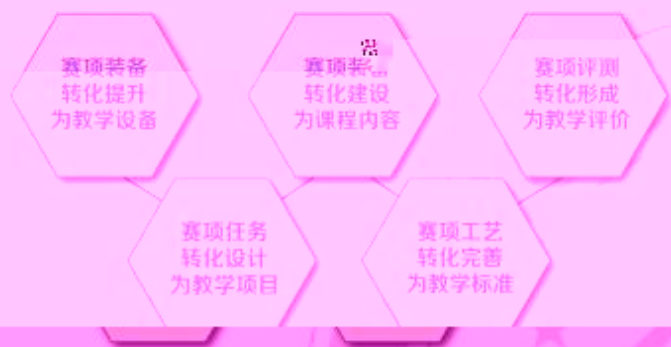 赛项装备
转化提升
为教学设备
赛项装
转化建设
为课程内容
赛项评测
转化形成
为教学评价
赛项任务
转化设计
为教学项目
赛项工艺
转化完善
为教学标准